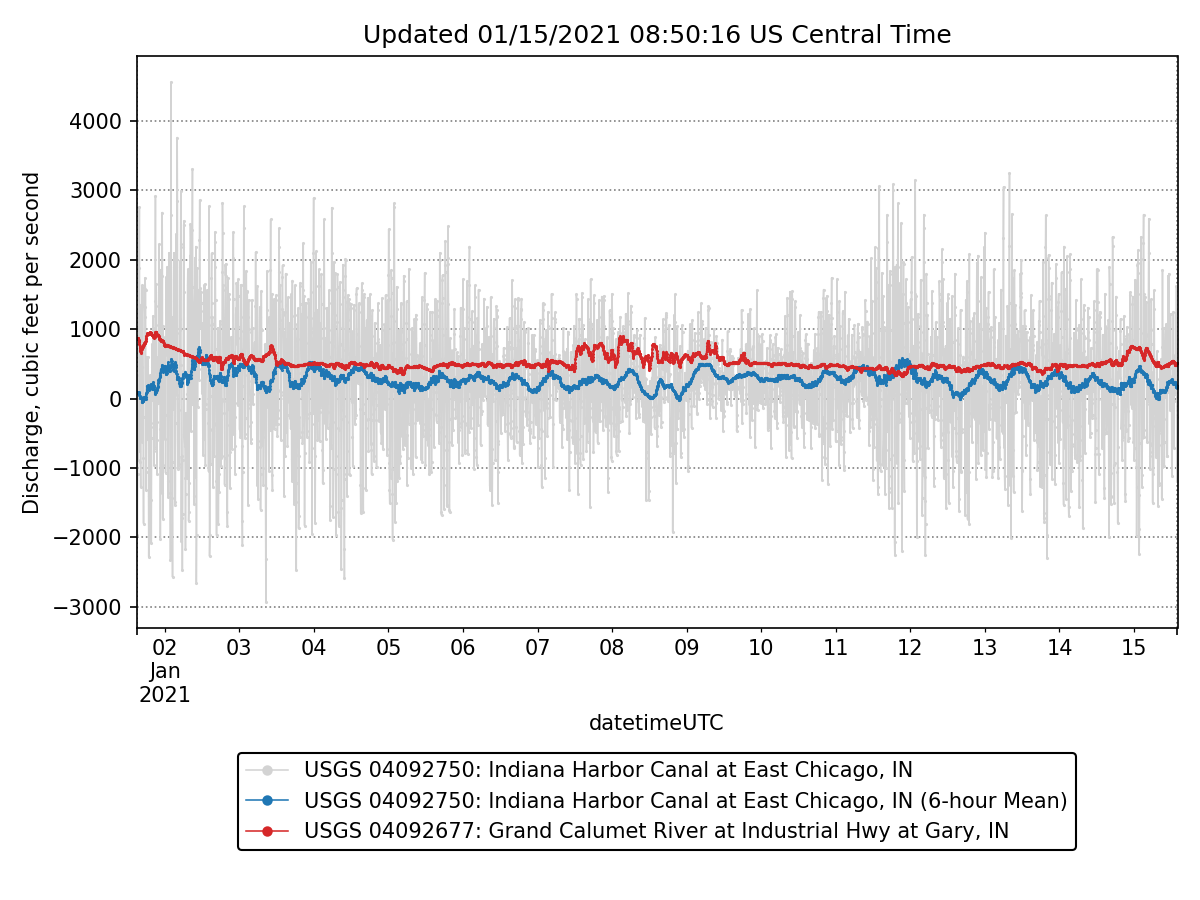 Updated 01/15/2021 08:50:16 US Central Time
Discharge, cubic feet per second
4000
3000
2000
1000
0
−1000
−2000
−3000
02 03 04 05 06 07 08 09 10 11 12 13 14 15
Jan
2021
datetimeUTC
USGS 04092750: Indiana Harbor Canal at East Chicago, IN
USGS 04092750: Indiana Harbor Canal at East Chicago, IN (6-hour Mean)
USGS 04092677: Grand Calumet River at Industrial Hwy at Gary, IN